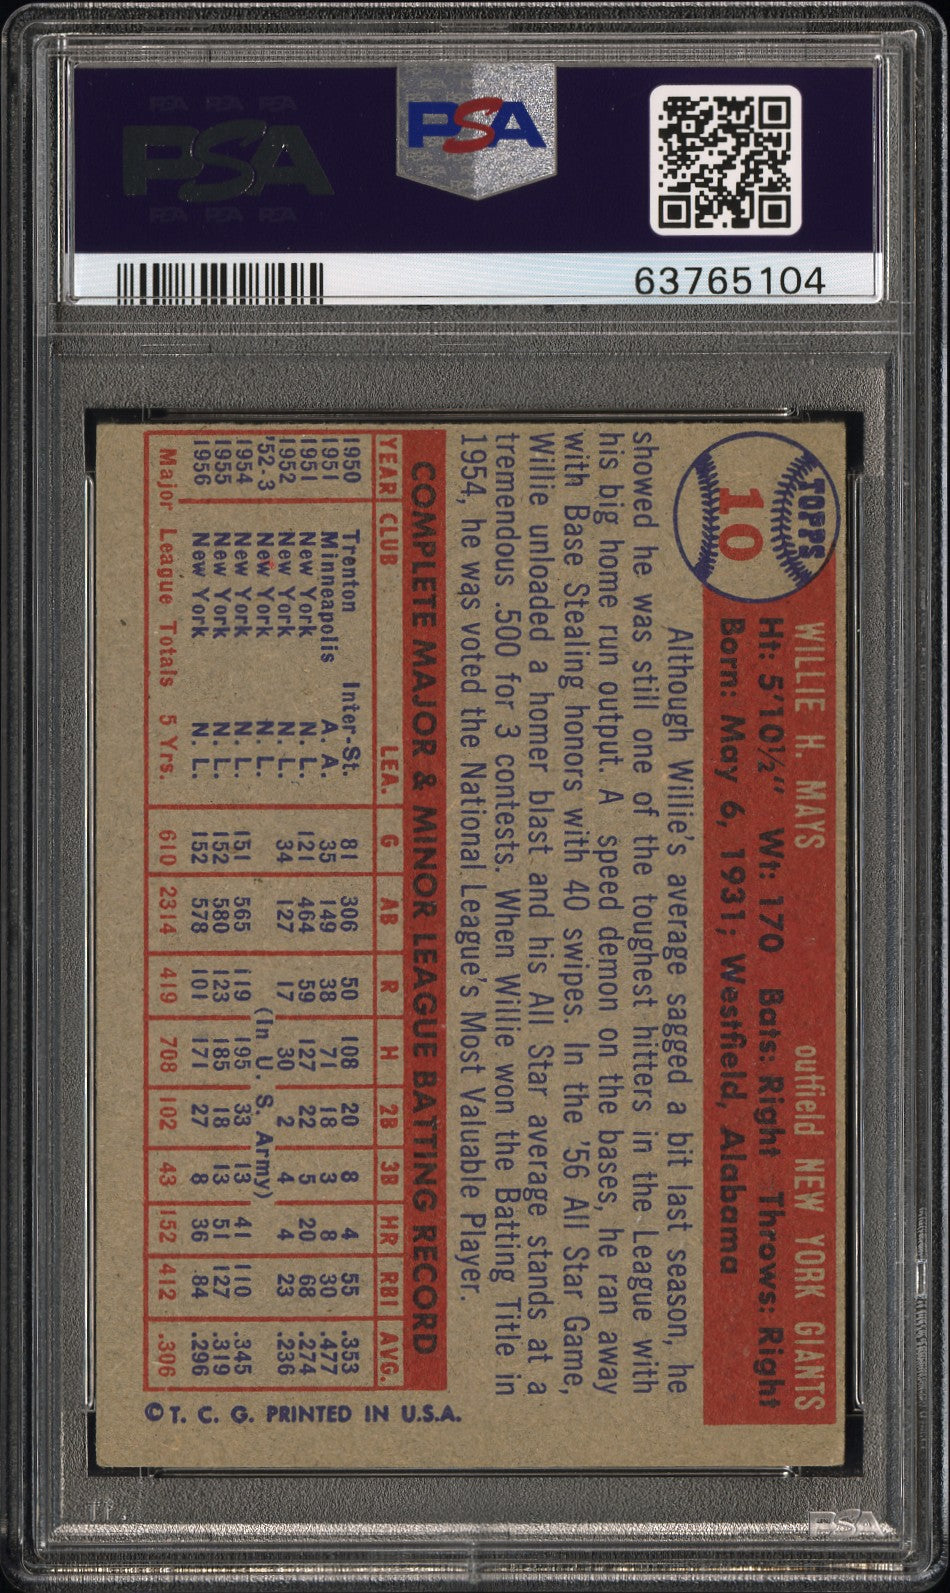 PSA PSA PSA
PSA
PSA PSA PSA
PSA
63765104
TOPPS
10
WILLIE H. MAYS outfield NEW YORK GIANTS
Ht: 5'10½" Wt: 170 Bats: Right Throws: Right
Born: May 6, 1931; Westfield, Alabama
Although Willie's average sagged a bit last season, he
showed he was still one of the toughest hitters in the League with
his big home run output. A speed demon on the bases, he ran away
with Base Stealing honors with 40 swipes. In the '56 All Star Game,
Willie unloaded a homer blast and his All Star average stands at a
tremendous .500 for 3 contests. When Willie won the Batting Title in
1954, he was voted the National League's Most Valuable Player.
COMPLETE MAJOR & MINOR LEAGUE BATTING RECORD
YEAR CLUB LEA. G AB R H 2B 3B HR RBI AVG.
1950 Trenton Inter-St. 81 306 50 108 20 8 4 55 .353
1951 Minneapolis A. A. 35 149 38 71 18 3 8 30 .477
1951 New York N. L. 121 464 59 127 22 5 20 68 .274
1952 New York N. L. 34 127 17 30 2 4 4 23 .236
'52-3 New York N. L. (In U. S. Army)
1954 New York N. L. 151 565 119 195 33 13 41 110 .345
1955 New York N. L. 152 580 123 185 18 13 51 127 .319
1956 New York N. L. 152 578 101 171 27 8 36 84 .296
Major League Totals 5 Yrs. 610 2314 419 708 102 43 152 412 .306
© T. C. G. PRINTED IN U.S.A.
PSA